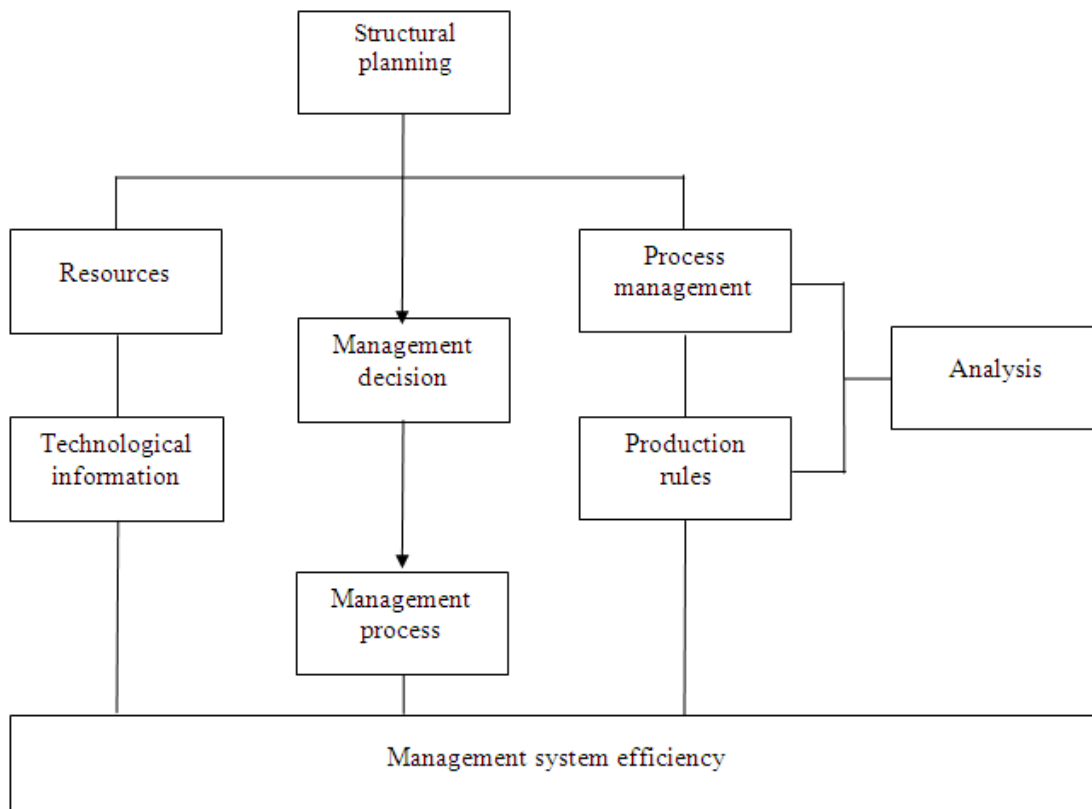 Structural
planning
Resources
Process
management
Management
decision
Analysis
Technological
information
Production
rules
Management
process
Management system efficiency